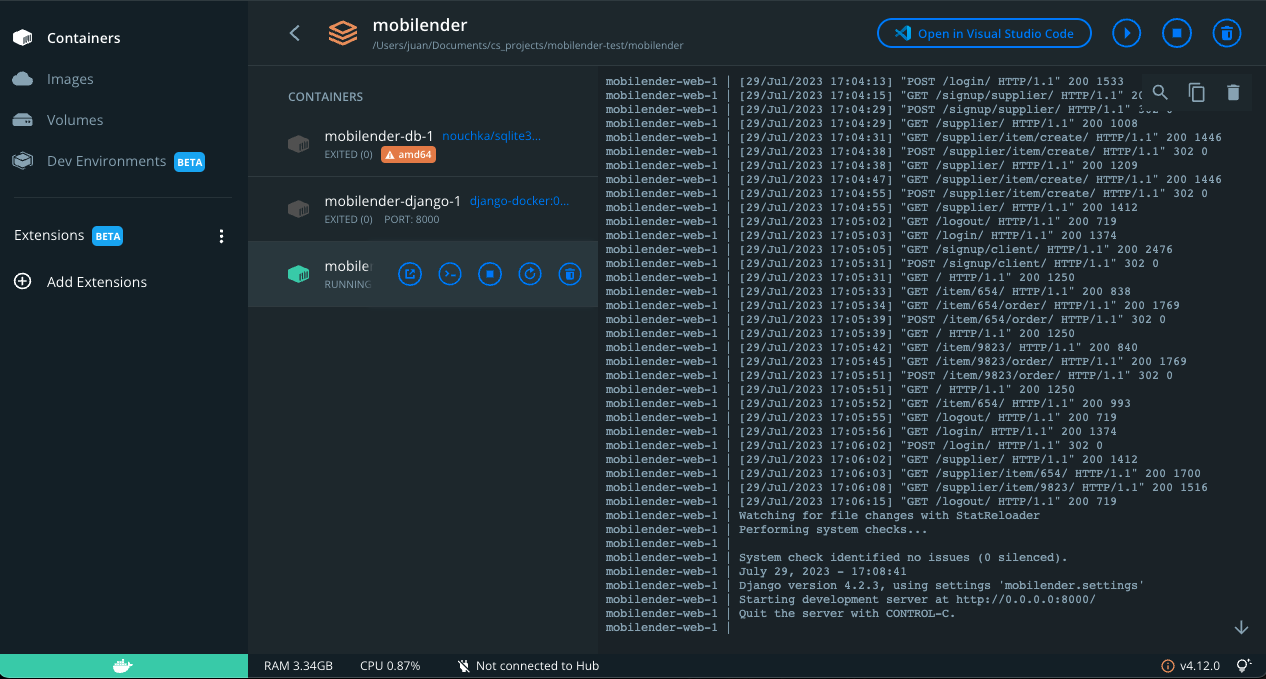 Containers
Images
Volumes
Dev Environments BETA
Extensions BETA
Add Extensions
mobilender
/Users/juan/Documents/cs_projects/mobilender-test/mobilender
Open in Visual Studio Code
CONTAINERS
mobilender-db-1 nouchka/sqlite3...
EXITED (0) amd64
mobilender-django-1 django-docker:0...
EXITED (0) PORT: 8000
mobile
RUNNING
mobilender-web-1 | [29/Jul/2023 17:04:13] "POST /login/ HTTP/1.1" 200 1533
mobilender-web-1 | [29/Jul/2023 17:04:15] "GET /signup/supplier/ HTTP/1.1" 2
mobilender-web-1 | [29/Jul/2023 17:04:29] "POST /signup/supplier/ HTTP/1.1" 302 0
mobilender-web-1 | [29/Jul/2023 17:04:29] "GET /supplier/ HTTP/1.1" 200 1008
mobilender-web-1 | [29/Jul/2023 17:04:31] "GET /supplier/item/create/ HTTP/1.1" 200 1446
mobilender-web-1 | [29/Jul/2023 17:04:38] "POST /supplier/item/create/ HTTP/1.1" 302 0
mobilender-web-1 | [29/Jul/2023 17:04:38] "GET /supplier/ HTTP/1.1" 200 1209
mobilender-web-1 | [29/Jul/2023 17:04:47] "GET /supplier/item/create/ HTTP/1.1" 200 1446
mobilender-web-1 | [29/Jul/2023 17:04:55] "POST /supplier/item/create/ HTTP/1.1" 302 0
mobilender-web-1 | [29/Jul/2023 17:04:55] "GET /supplier/ HTTP/1.1" 200 1412
mobilender-web-1 | [29/Jul/2023 17:05:02] "GET /logout/ HTTP/1.1" 200 719
mobilender-web-1 | [29/Jul/2023 17:05:03] "GET /login/ HTTP/1.1" 200 1374
mobilender-web-1 | [29/Jul/2023 17:05:05] "GET /signup/client/ HTTP/1.1" 200 2476
mobilender-web-1 | [29/Jul/2023 17:05:31] "POST /signup/client/ HTTP/1.1" 302 0
mobilender-web-1 | [29/Jul/2023 17:05:31] "GET / HTTP/1.1" 200 1250
mobilender-web-1 | [29/Jul/2023 17:05:33] "GET /item/654/ HTTP/1.1" 200 838
mobilender-web-1 | [29/Jul/2023 17:05:34] "GET /item/654/order/ HTTP/1.1" 200 1769
mobilender-web-1 | [29/Jul/2023 17:05:39] "POST /item/654/order/ HTTP/1.1" 302 0
mobilender-web-1 | [29/Jul/2023 17:05:39] "GET / HTTP/1.1" 200 1250
mobilender-web-1 | [29/Jul/2023 17:05:42] "GET /item/9823/ HTTP/1.1" 200 840
mobilender-web-1 | [29/Jul/2023 17:05:45] "GET /item/9823/order/ HTTP/1.1" 200 1769
mobilender-web-1 | [29/Jul/2023 17:05:51] "POST /item/9823/order/ HTTP/1.1" 302 0
mobilender-web-1 | [29/Jul/2023 17:05:51] "GET / HTTP/1.1" 200 1250
mobilender-web-1 | [29/Jul/2023 17:05:52] "GET /item/654/ HTTP/1.1" 200 993
mobilender-web-1 | [29/Jul/2023 17:05:55] "GET /logout/ HTTP/1.1" 200 719
mobilender-web-1 | [29/Jul/2023 17:05:56] "GET /login/ HTTP/1.1" 200 1374
mobilender-web-1 | [29/Jul/2023 17:06:02] "POST /login/ HTTP/1.1" 302 0
mobilender-web-1 | [29/Jul/2023 17:06:02] "GET /supplier/ HTTP/1.1" 200 1412
mobilender-web-1 | [29/Jul/2023 17:06:03] "GET /supplier/item/654/ HTTP/1.1" 200 1700
mobilender-web-1 | [29/Jul/2023 17:06:08] "GET /supplier/item/9823/ HTTP/1.1" 200 1516
mobilender-web-1 | [29/Jul/2023 17:06:15] "GET /logout/ HTTP/1.1" 200 719
mobilender-web-1 | Watching for file changes with StatReloader
mobilender-web-1 | Performing system checks...
mobilender-web-1 |
mobilender-web-1 | System check identified no issues (0 silenced).
mobilender-web-1 | July 29, 2023 - 17:08:41
mobilender-web-1 | Django version 4.2.3, using settings 'mobilender.settings'
mobilender-web-1 | Starting development server at http://0.0.0.0:8000/
mobilender-web-1 | Quit the server with CONTROL-C.
mobilender-web-1 |
RAM 3.34GB CPU 0.87% Not connected to Hub v4.12.0